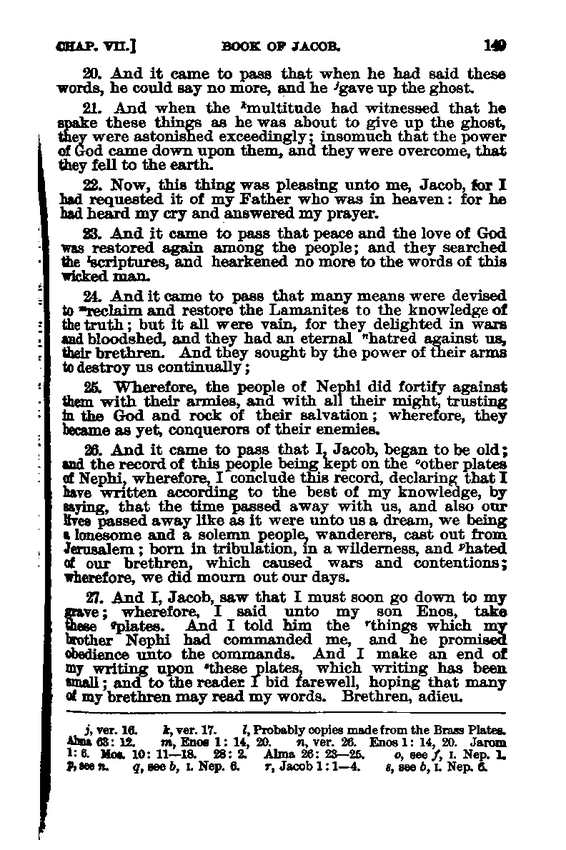 CHAP. VII.] BOOK OF JACOB. 149
20. And it came to pass that when he had said these
words, he could say no more, and he ʲgave up the ghost.
21. And when the ᵏmultitude had witnessed that he
spake these things as he was about to give up the ghost,
they were astonished exceedingly; insomuch that the power
of God came down upon them, and they were overcome, that
they fell to the earth.
22. Now, this thing was pleasing unto me, Jacob, for I
had requested it of my Father who was in heaven: for he
had heard my cry and answered my prayer.
23. And it came to pass that peace and the love of God
was restored again among the people; and they searched
the ˡscriptures, and hearkened no more to the words of this
wicked man.
24. And it came to pass that many means were devised
to ᵐreclaim and restore the Lamanites to the knowledge of
the truth; but it all were vain, for they delighted in wars
and bloodshed, and they had an eternal ⁿhatred against us,
their brethren. And they sought by the power of their arms
to destroy us continually;
25. Wherefore, the people of Nephi did fortify against
them with their armies, and with all their might, trusting
in the God and rock of their salvation; wherefore, they
became as yet, conquerors of their enemies.
26. And it came to pass that I, Jacob, began to be old;
and the record of this people being kept on the ᵒother plates
of Nephi, wherefore, I conclude this record, declaring that I
have written according to the best of my knowledge, by
saying, that the time passed away with us, and also our
lives passed away like as it were unto us a dream, we being
a lonesome and a solemn people, wanderers, cast out from
Jerusalem; born in tribulation, in a wilderness, and ᵖhated
of our brethren, which caused wars and contentions;
wherefore, we did mourn out our days.
27. And I, Jacob, saw that I must soon go down to my
grave; wherefore, I said unto my son Enos, take
these qplates. And I told him the ʳthings which my
brother Nephi had commanded me, and he promised
obedience unto the commands. And I make an end of
my writing upon ˢthese plates, which writing has been
small; and to the reader I bid farewell, hoping that many
of my brethren may read my words. Brethren, adieu.
j, ver. 16. k, ver. 17. l, Probably copies made from the Brass Plates.
Alma 63: 12. m, Enos 1: 14, 20. n, ver. 26. Enos 1: 14, 20. Jarom
1: 6. Mos. 10: 11—18. 28: 2. Alma 26: 23—25. o, see f, I. Nep. 1.
p, see n. q, see b, I. Nep. 6. r, Jacob 1: 1—4. s, see b, I. Nep. 6.